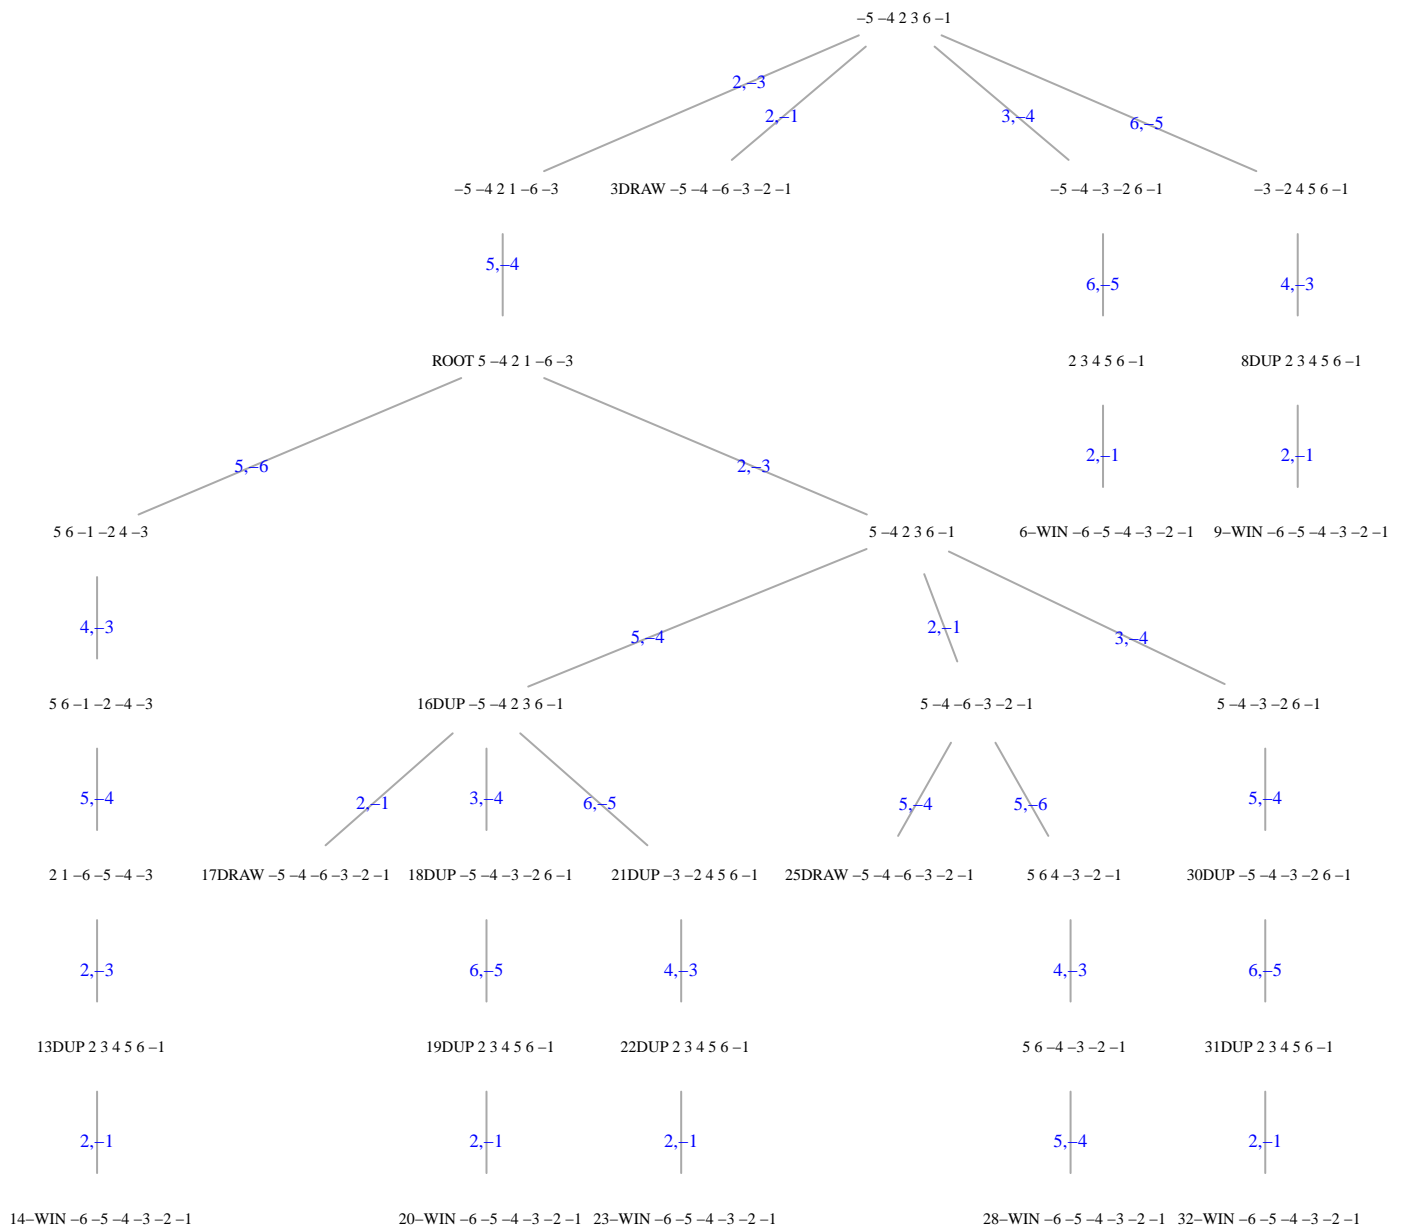 –5 –4 2 3 6 –1
2,–3
2,–1
3,–4
6,–5
–5 –4 2 1 –6 –3
3DRAW –5 –4 –6 –3 –2 –1
–5 –4 –3 –2 6 –1
–3 –2 4 5 6 –1
5,–4
6,–5
4,–3
ROOT 5 –4 2 1 –6 –3
2 3 4 5 6 –1
8DUP 2 3 4 5 6 –1
5,–6
2,–3
2,–1
2,–1
5 6 –1 –2 4 –3
5 –4 2 3 6 –1
6–WIN –6 –5 –4 –3 –2 –1
9–WIN –6 –5 –4 –3 –2 –1
4,–3
5,–4
2,–1
3,–4
5 6 –1 –2 –4 –3
16DUP –5 –4 2 3 6 –1
5 –4 –6 –3 –2 –1
5 –4 –3 –2 6 –1
5,–4
2,–1
3,–4
6,–5
5,–4
5,–6
5,–4
2 1 –6 –5 –4 –3
17DRAW –5 –4 –6 –3 –2 –1
18DUP –5 –4 –3 –2 6 –1
21DUP –3 –2 4 5 6 –1
25DRAW –5 –4 –6 –3 –2 –1
5 6 4 –3 –2 –1
30DUP –5 –4 –3 –2 6 –1
2,–3
6,–5
4,–3
4,–3
6,–5
13DUP 2 3 4 5 6 –1
19DUP 2 3 4 5 6 –1
22DUP 2 3 4 5 6 –1
5 6 –4 –3 –2 –1
31DUP 2 3 4 5 6 –1
2,–1
2,–1
2,–1
5,–4
2,–1
14–WIN –6 –5 –4 –3 –2 –1
20–WIN –6 –5 –4 –3 –2 –1
23–WIN –6 –5 –4 –3 –2 –1
28–WIN –6 –5 –4 –3 –2 –1
32–WIN –6 –5 –4 –3 –2 –1